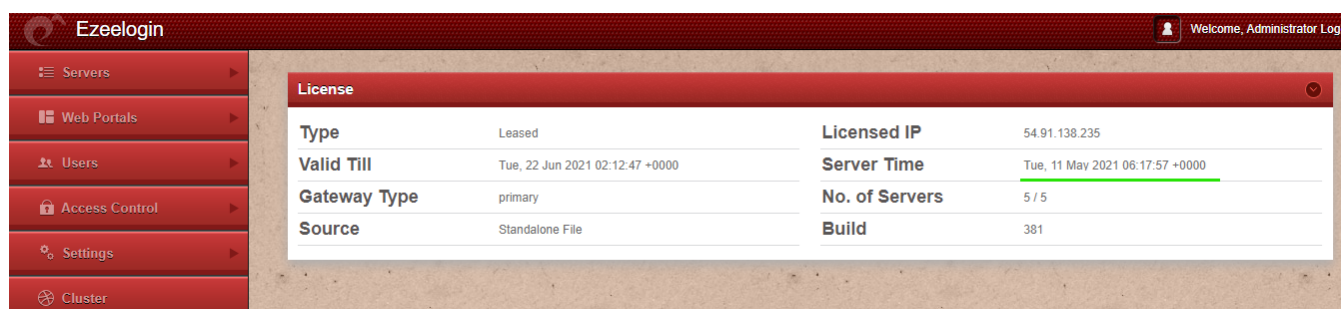 Ezeelogin
Welcome, Administrator Log
Servers
Web Portals
Users
Access Control
Settings
Cluster
License
Type Leased Licensed IP 54.91.138.235
Valid Till Tue, 22 Jun 2021 02:12:47 +0000 Server Time Tue, 11 May 2021 06:17:57 +0000
Gateway Type primary No. of Servers 5 / 5
Source Standalone File Build 381